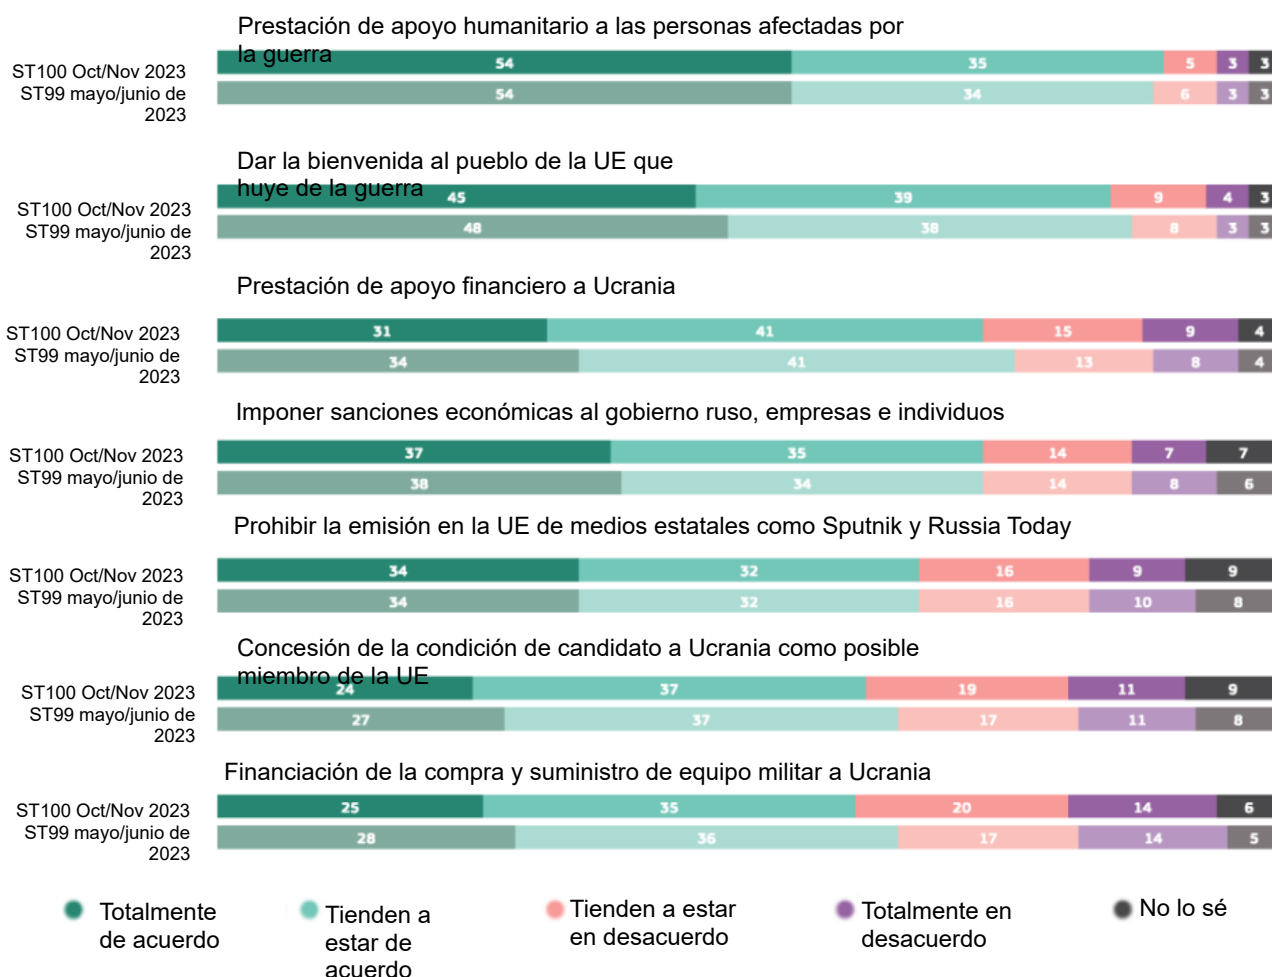 Prestación de apoyo humanitario a las personas afectadas por
la guerra
ST100 Oct/Nov 2023
54 35 5 3 3
ST99 mayo/junio de
2023
54 34 6 3 3
Dar la bienvenida al pueblo de la UE que
huye de la guerra
ST100 Oct/Nov 2023
45 39 9 4 3
ST99 mayo/junio de
2023
48 38 8 3 3
Prestación de apoyo financiero a Ucrania
ST100 Oct/Nov 2023
31 41 15 9 4
ST99 mayo/junio de
2023
34 41 13 8 4
Imponer sanciones económicas al gobierno ruso, empresas e individuos
ST100 Oct/Nov 2023
37 35 14 7 7
ST99 mayo/junio de
2023
38 34 14 8 6
Prohibir la emisión en la UE de medios estatales como Sputnik y Russia Today
ST100 Oct/Nov 2023
34 32 16 9 9
ST99 mayo/junio de
2023
34 32 16 10 8
Concesión de la condición de candidato a Ucrania como posible
miembro de la UE
ST100 Oct/Nov 2023
24 37 19 11 9
ST99 mayo/junio de
2023
27 37 17 11 8
Financiación de la compra y suministro de equipo militar a Ucrania
ST100 Oct/Nov 2023
25 35 20 14 6
ST99 mayo/junio de
2023
28 36 17 14 5
Totalmente
de acuerdo
Tienden a
estar de
acuerdo
Tienden a estar
en desacuerdo
Totalmente en
desacuerdo
No lo sé